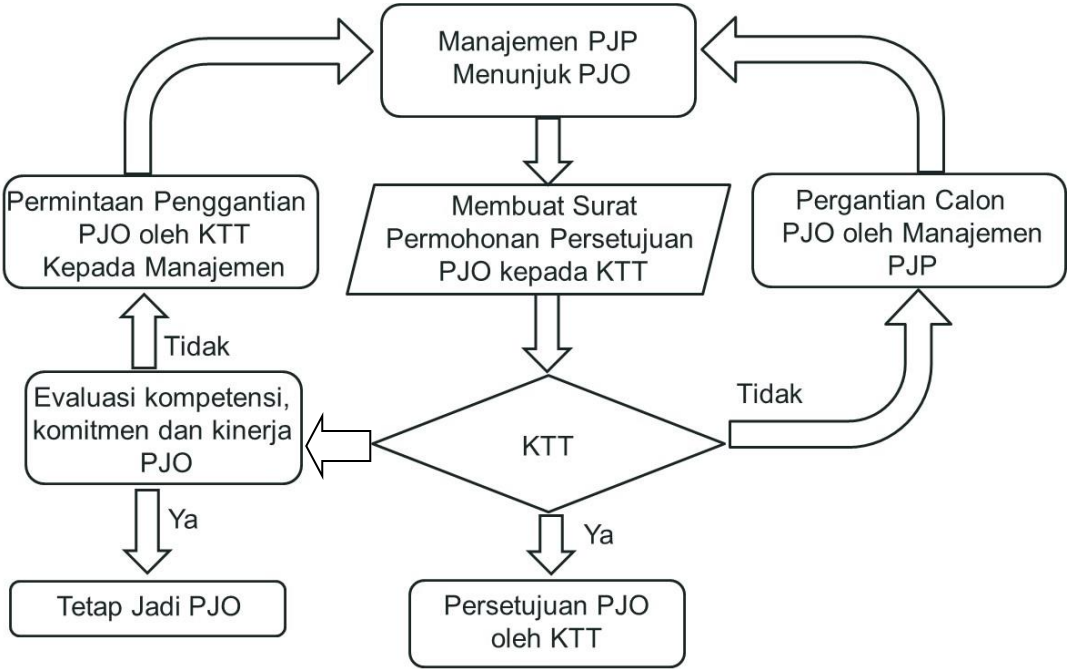 Manajemen PJP
Menunjuk PJO
Permintaan Penggantian
PJO oleh KTT
Kepada Manajemen
Membuat Surat
Permohonan Persetujuan
PJO kepada KTT
Pergantian Calon
PJO oleh Manajemen
PJP
Tidak
Evaluasi kompetensi,
komitmen dan kinerja
PJO
KTT
Tidak
Ya
Ya
Tetap Jadi PJO
Persetujuan PJO
oleh KTT